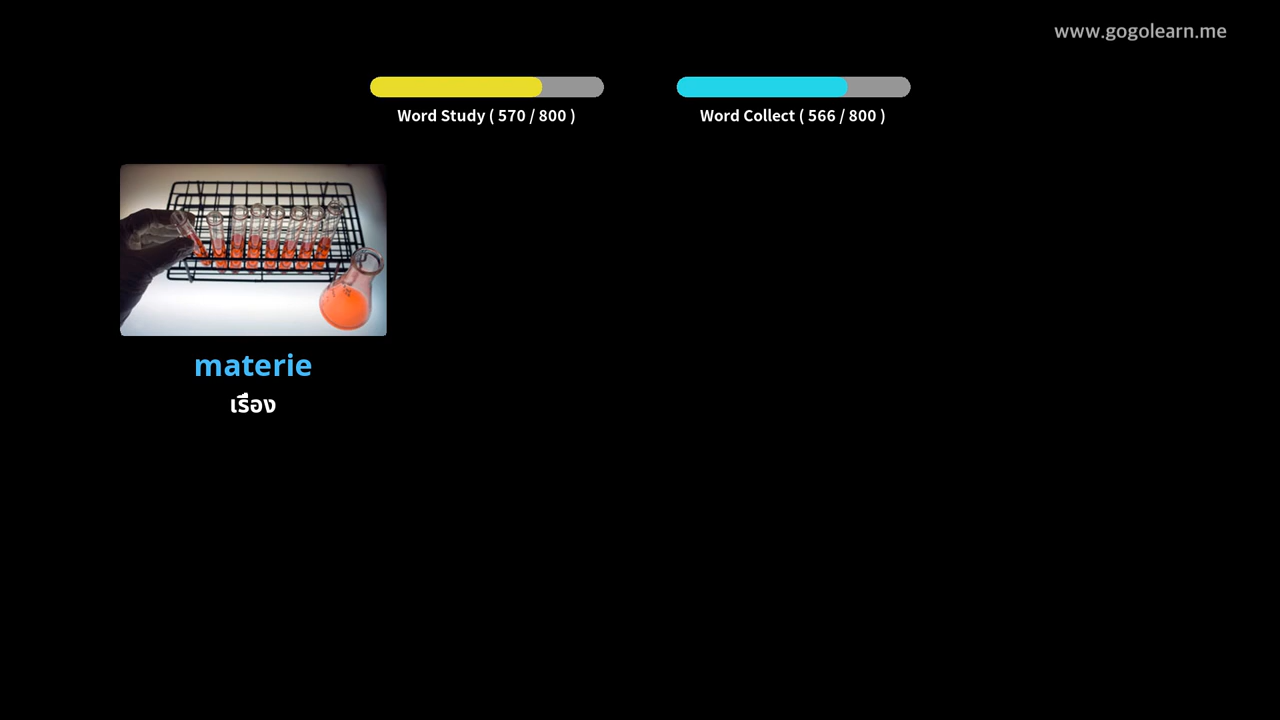 www.gogolearn.me
Word Study ( 570 / 800 )
Word Collect ( 566 / 800 )
materie
เรื่อง